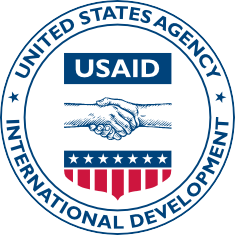 UNITED STATES AGENCY
USAID
INTERNATIONAL DEVELOPMENT